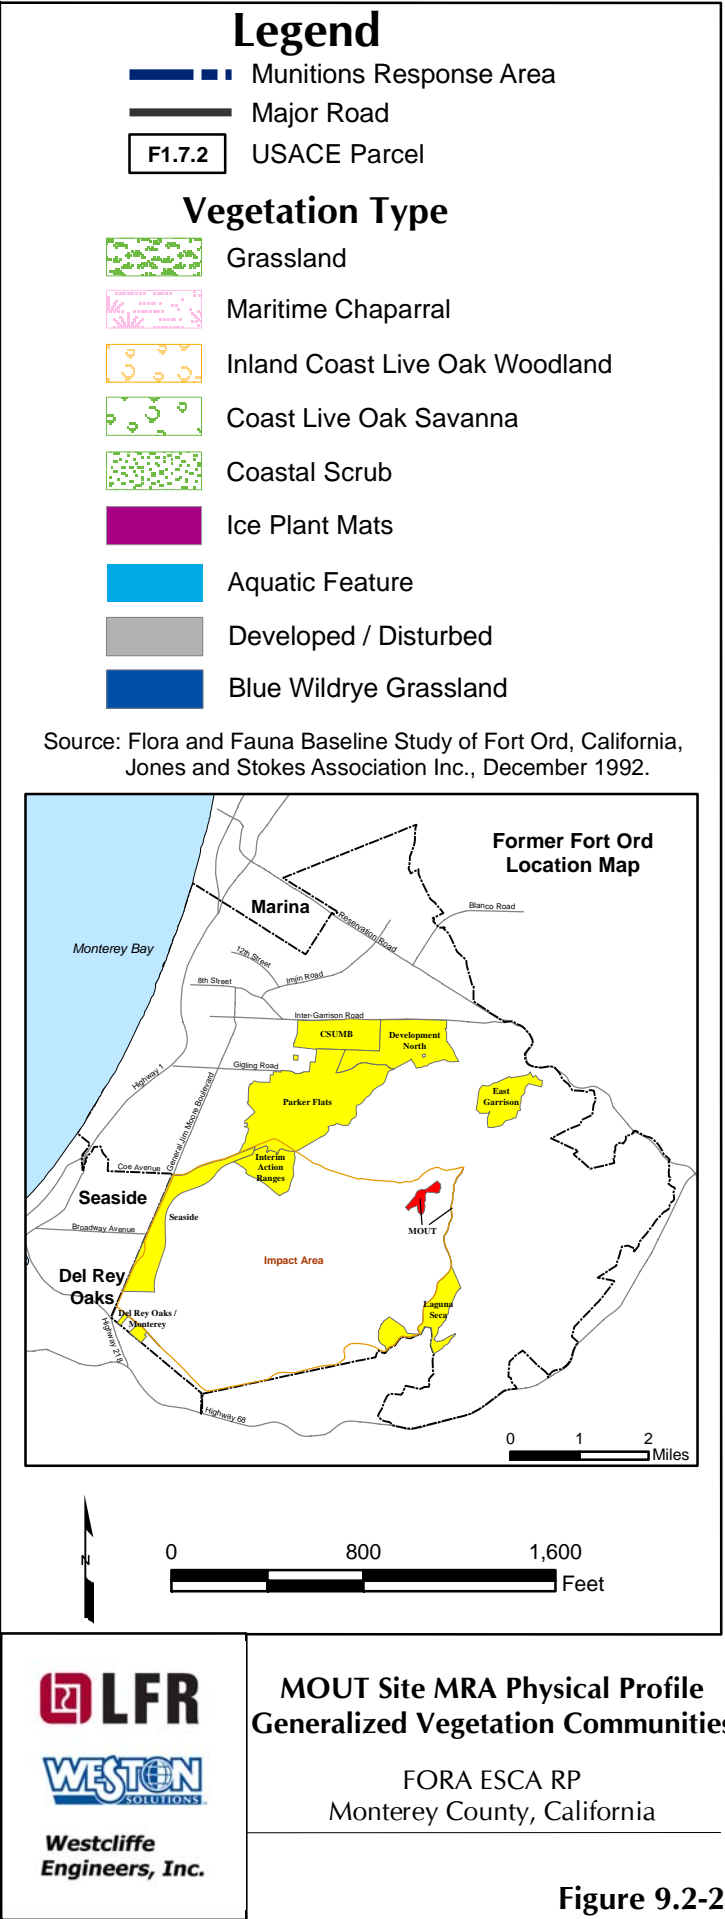 Legend
Munitions Response Area
Major Road
F1.7.2 USACE Parcel
Vegetation Type
Grassland
Maritime Chaparral
Inland Coast Live Oak Woodland
Coast Live Oak Savanna
Coastal Scrub
Ice Plant Mats
Aquatic Feature
Developed / Disturbed
Blue Wildrye Grassland
Source: Flora and Fauna Baseline Study of Fort Ord, California,
Jones and Stokes Association Inc., December 1992.
Former Fort Ord
Location Map
Marina
Blanco Road
Reservation Road
Monterey Bay
12th Street
Imjin Road
8th Street
Inter-Garrison Road
CSUMB
Development
North
Gigling Road
Highway 1
General Jim Moore Boulevard
Parker Flats
East
Garrison
Coe Avenue
Interim
Action
Ranges
Seaside
Seaside
MOUT
Broadway Avenue
Impact Area
Del Rey
Oaks
Laguna
Seca
Del Rey Oaks /
Monterey
Highway 218
Highway 68
0 1 2
Miles
N
0 800 1,600
Feet
LFR
WESTON
SOLUTIONS
Westcliffe
Engineers, Inc.
MOUT Site MRA Physical Profile
Generalized Vegetation Communities
FORA ESCA RP
Monterey County, California
Figure 9.2-2